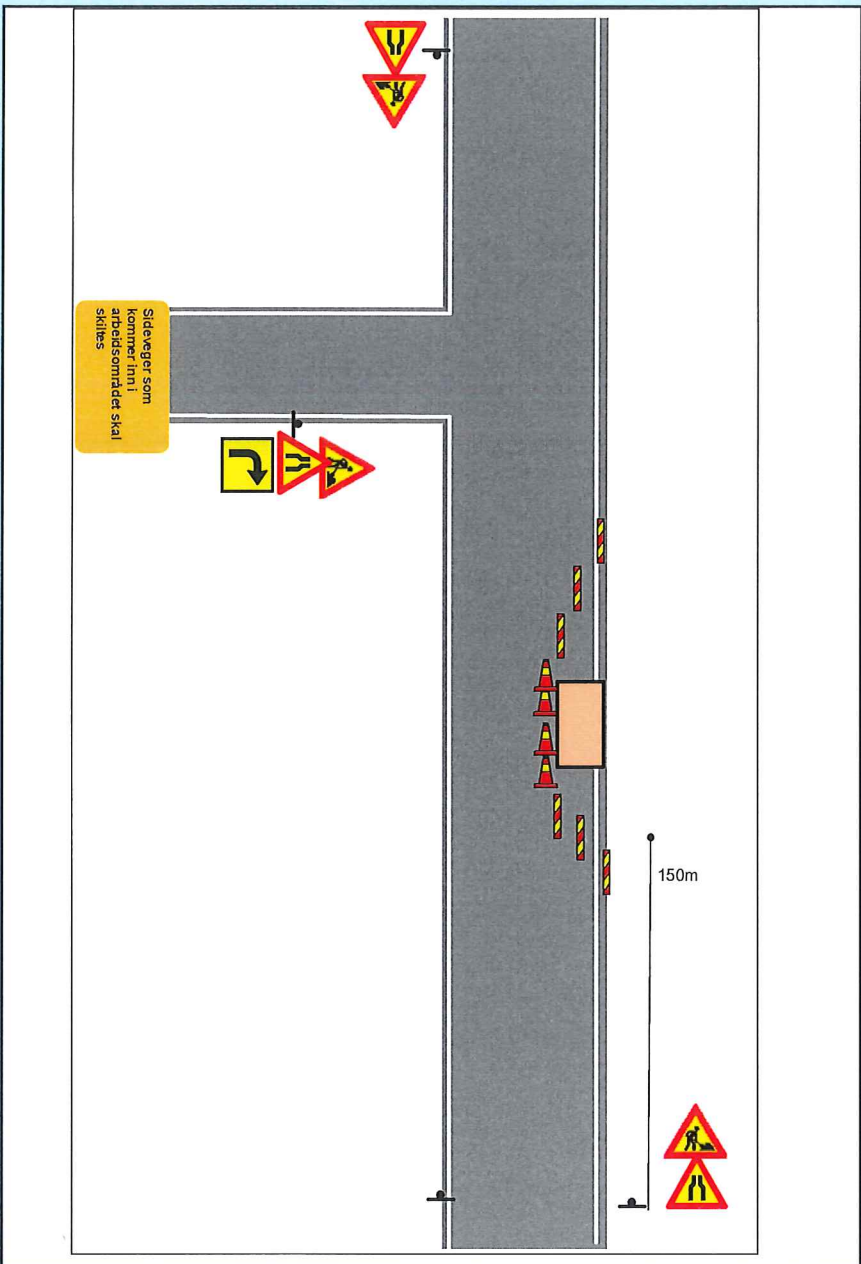 Sideveger som
kommer inn i
arbeidsområdet skal
skiltes
150m